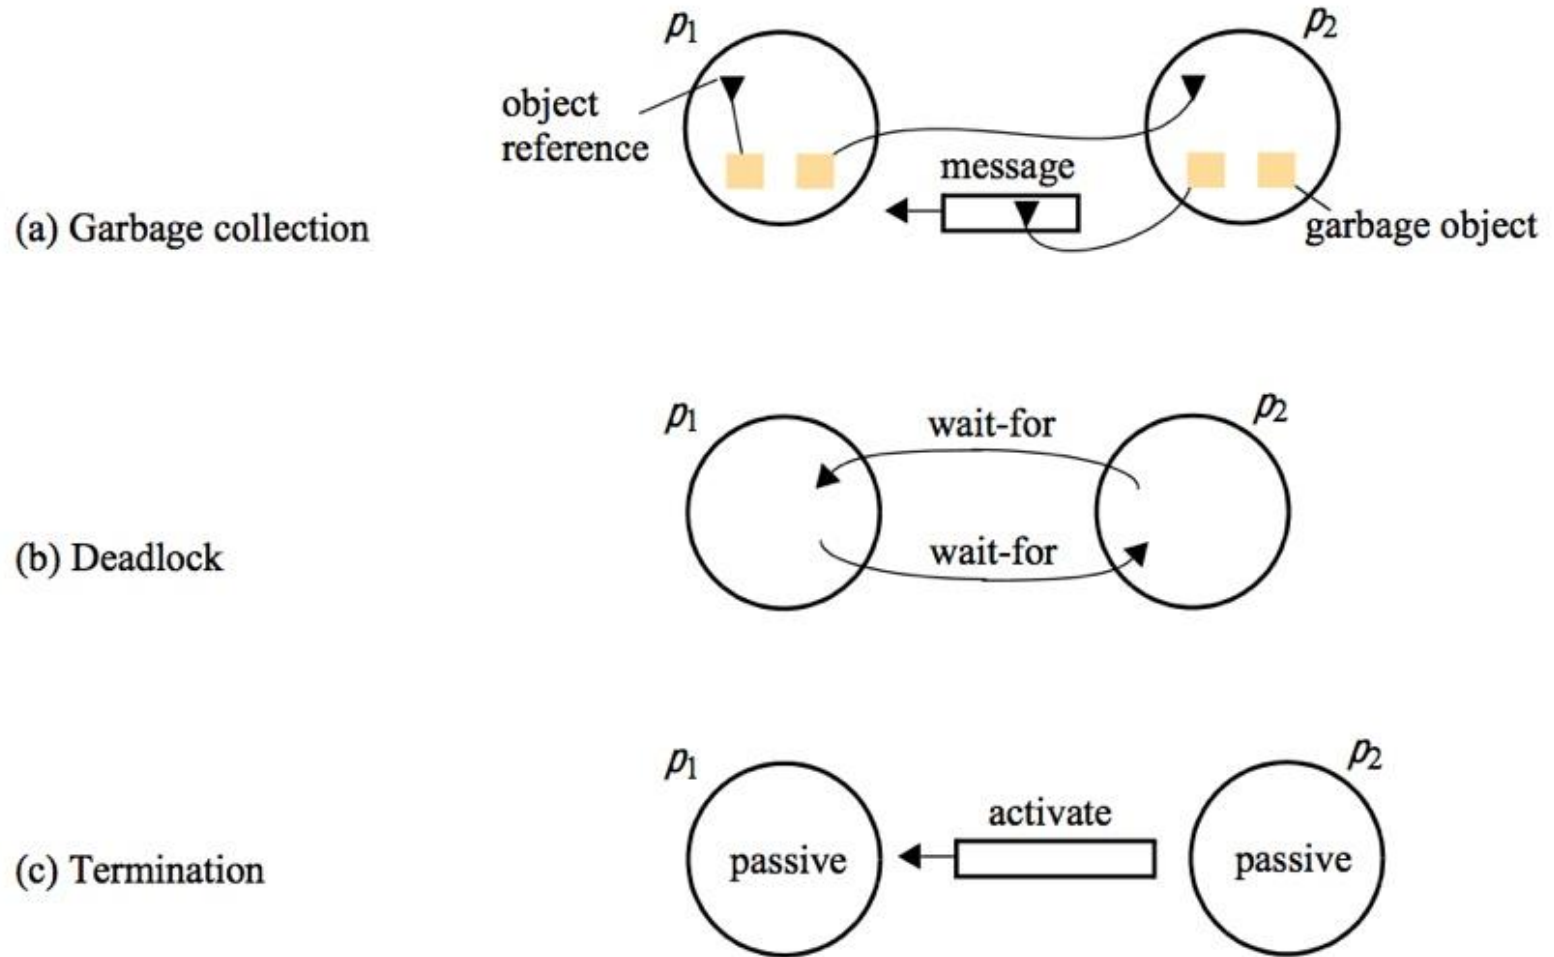 p1
p2
object
reference
message
(a) Garbage collection
garbage object
p1
p2
wait-for
(b) Deadlock
wait-for
p1
p2
activate
passive
passive
(c) Termination